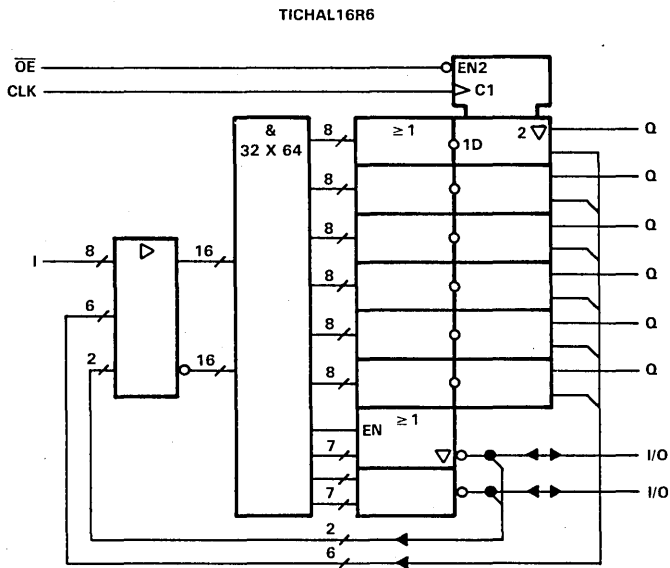 TICHAL16R6
OE EN2
CLK C1
& 8 ≥ 1 1D 2 ▽ Q
32 X 64
8 Q
8 Q
I 8 ▷ 16 8 Q
6 8 Q
2 16 8 Q
EN ≥ 1
7 ▽ I/O
7 I/O
2
6